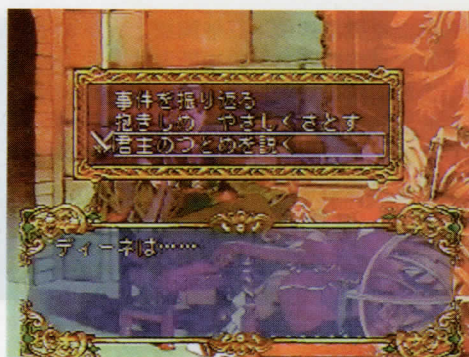 事件を振り返る
抱きしめ やさしくさとす
君主のつとめを説く
ディーネは……